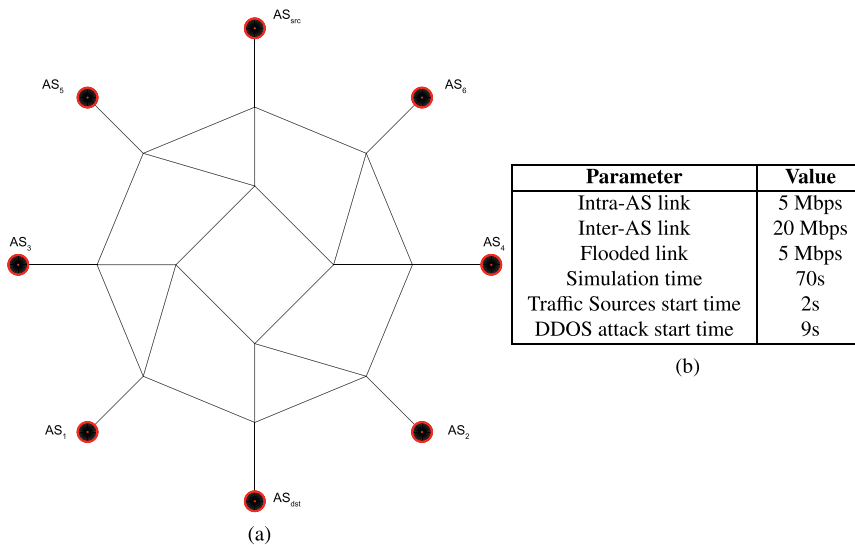 AS_src
AS_5
AS_6
AS_3
AS_4
AS_1
AS_2
AS_dst
(a)
Parameter Value
Intra-AS link 5 Mbps
Inter-AS link 20 Mbps
Flooded link 5 Mbps
Simulation time 70s
Traffic Sources start time 2s
DDOS attack start time 9s
(b)